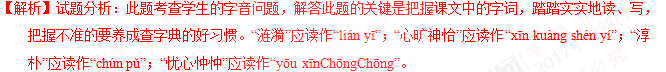 【解析】试题分析：此题考查学生的字音问题，解答此题的关键是把握课文中的字词，踏踏实实地读、写，
把握不准的要养成查字典的好习惯。“涟漪”应读作“lián yī”；“心旷神怡”应读作“xīn kuàng shén yí”；“淳
朴”应读作“chún pǔ”；“忧心忡忡”应读作“yōu xīnChōngChōng”。